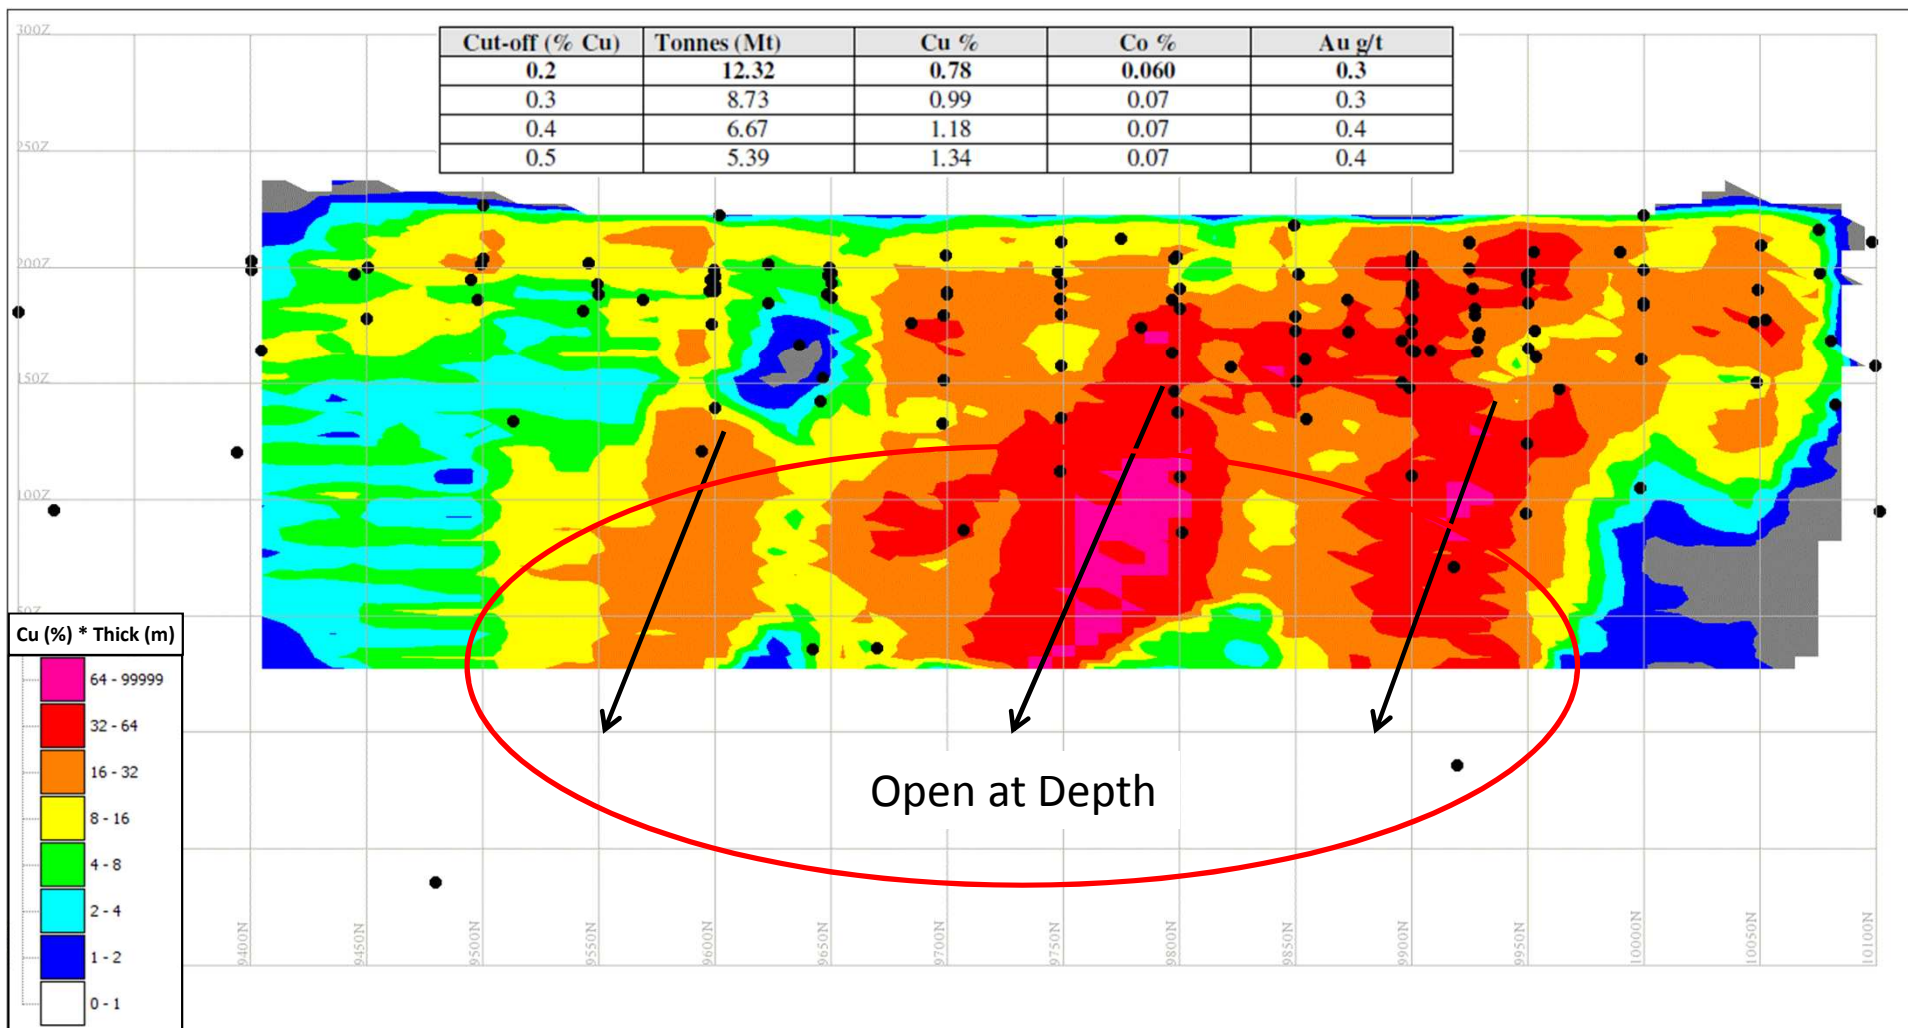 300Z
Cut-off (% Cu) Tonnes (Mt) Cu % Co % Au g/t
0.2 12.32 0.78 0.060 0.3
0.3 8.73 0.99 0.07 0.3
0.4 6.67 1.18 0.07 0.4
0.5 5.39 1.34 0.07 0.4
250Z
200Z
150Z
100Z
50Z
Cu (%) * Thick (m)
64 - 99999
32 - 64
16 - 32
8 - 16
4 - 8
2 - 4
1 - 2
0 - 1
Open at Depth
9400N 9450N 9500N 9550N 9600N 9650N 9700N 9750N 9800N 9850N 9900N 9950N 10000N 10050N 10100N